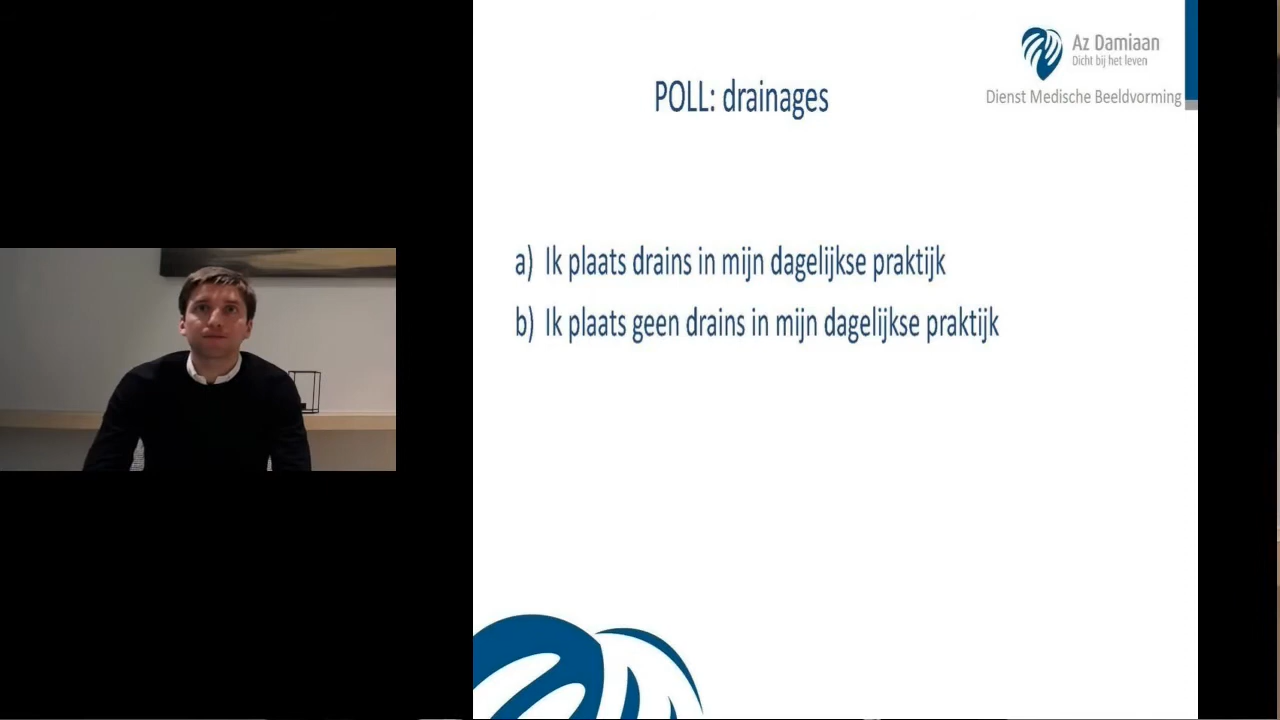 Az Damiaan
Dicht bij het leven
Dienst Medische Beeldvorming
POLL: drainages
a) Ik plaats drains in mijn dagelijkse praktijk
b) Ik plaats geen drains in mijn dagelijkse praktijk